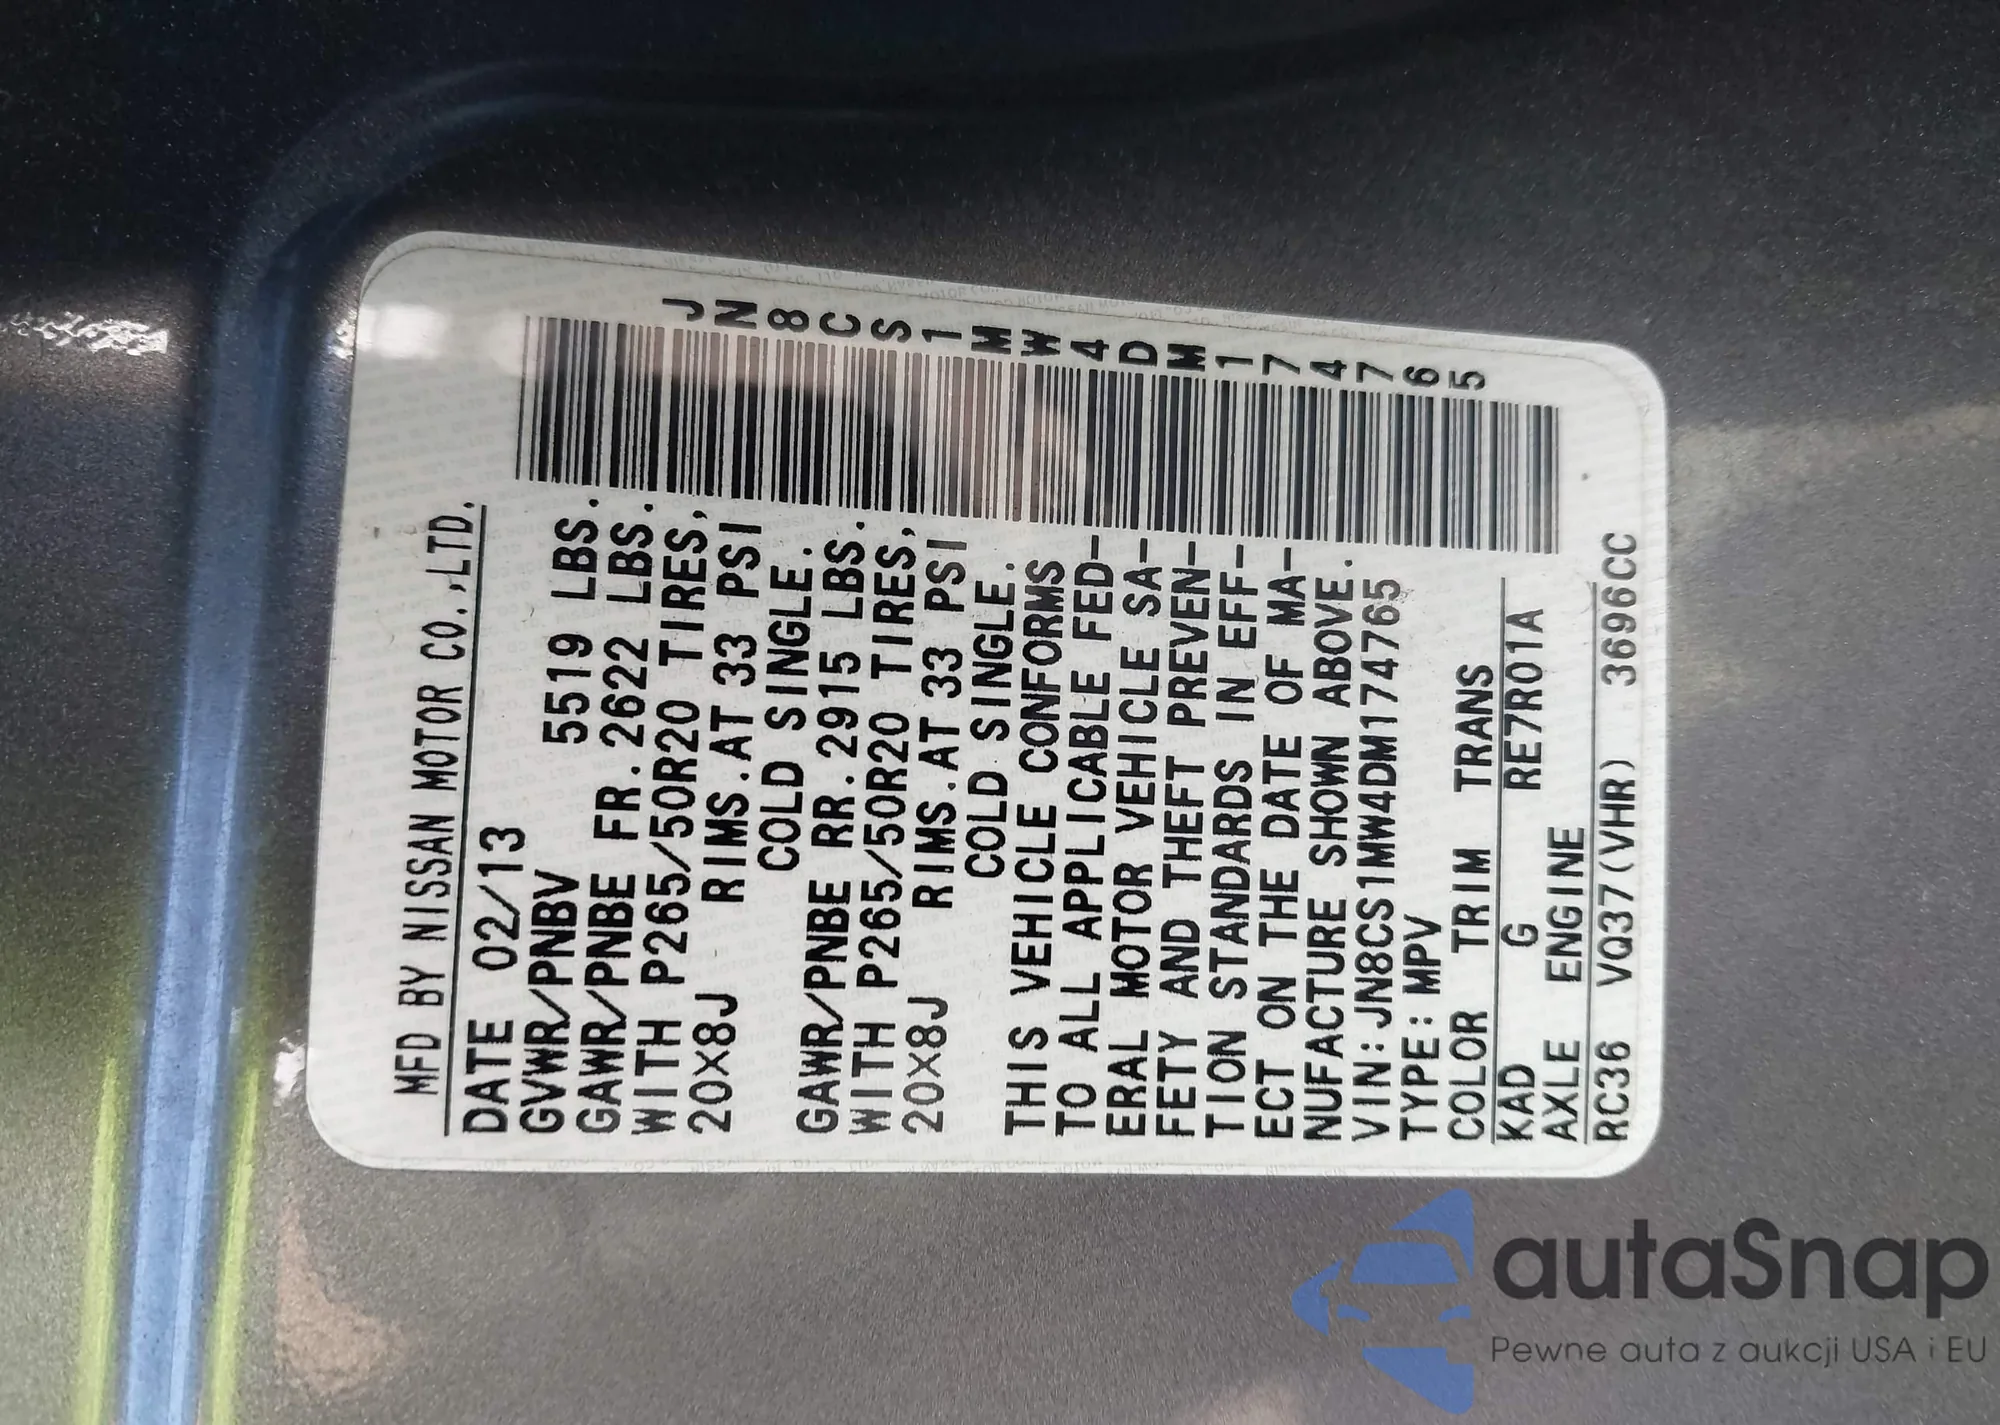 MFD BY NISSAN MOTOR CO.,LTD.
DATE 02/13
GVWR/PNBV 5519 LBS.
GAWR/PNBE FR. 2622 LBS.
WITH P265/50R20 TIRES,
20×8J RIMS.AT 33 PSI
COLD SINGLE.
GAWR/PNBE RR. 2915 LBS.
WITH P265/50R20 TIRES,
20×8J RIMS.AT 33 PSI
COLD SINGLE.
THIS VEHICLE CONFORMS
TO ALL APPLICABLE FED-
ERAL MOTOR VEHICLE SA-
FETY AND THEFT PREVEN-
TION STANDARDS IN EFF-
ECT ON THE DATE OF MA-
NUFACTURE SHOWN ABOVE.
VIN:JN8CS1MW4DM174765
TYPE:MPV
COLOR TRIM TRANS
KAD G RE7R01A
AXLE ENGINE
RC36 VQ37(VHR) 3696CC
JN8CS1MW4DM174765
autaSnap
Pewne auta z aukcji USA i EU